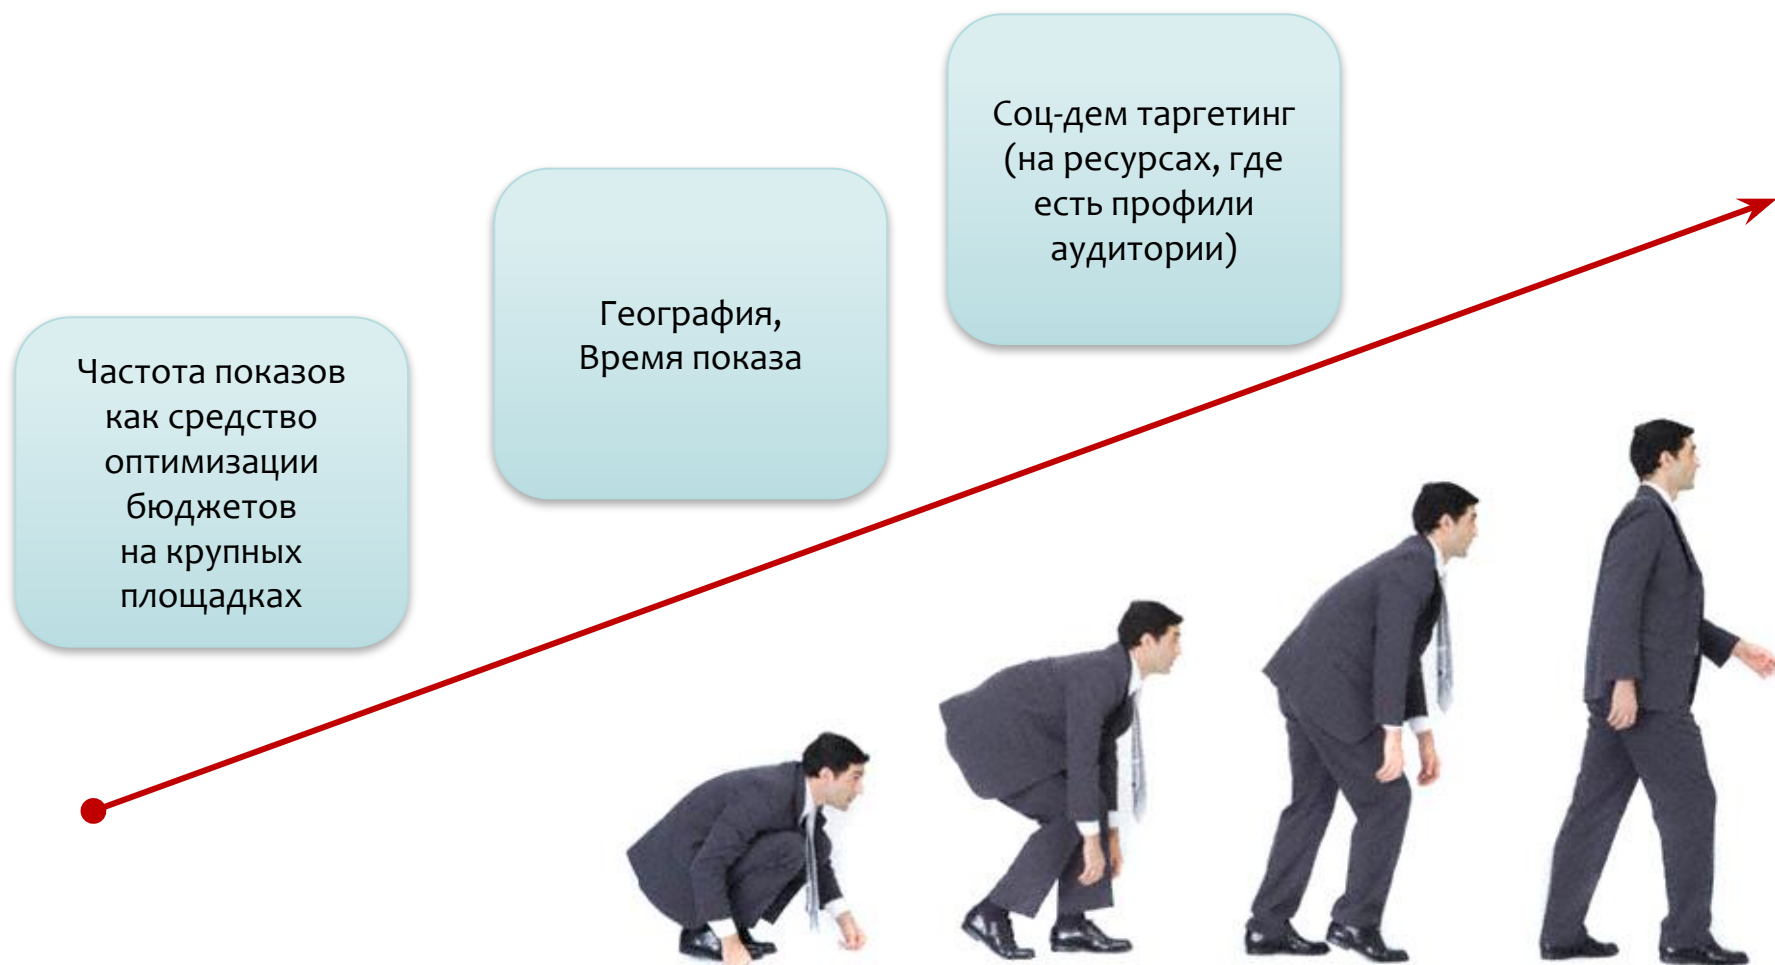 Частота показов
как средство
оптимизации
бюджетов
на крупных
площадках
География,
Время показа
Соц-дем таргетинг
(на ресурсах, где
есть профили
аудитории)